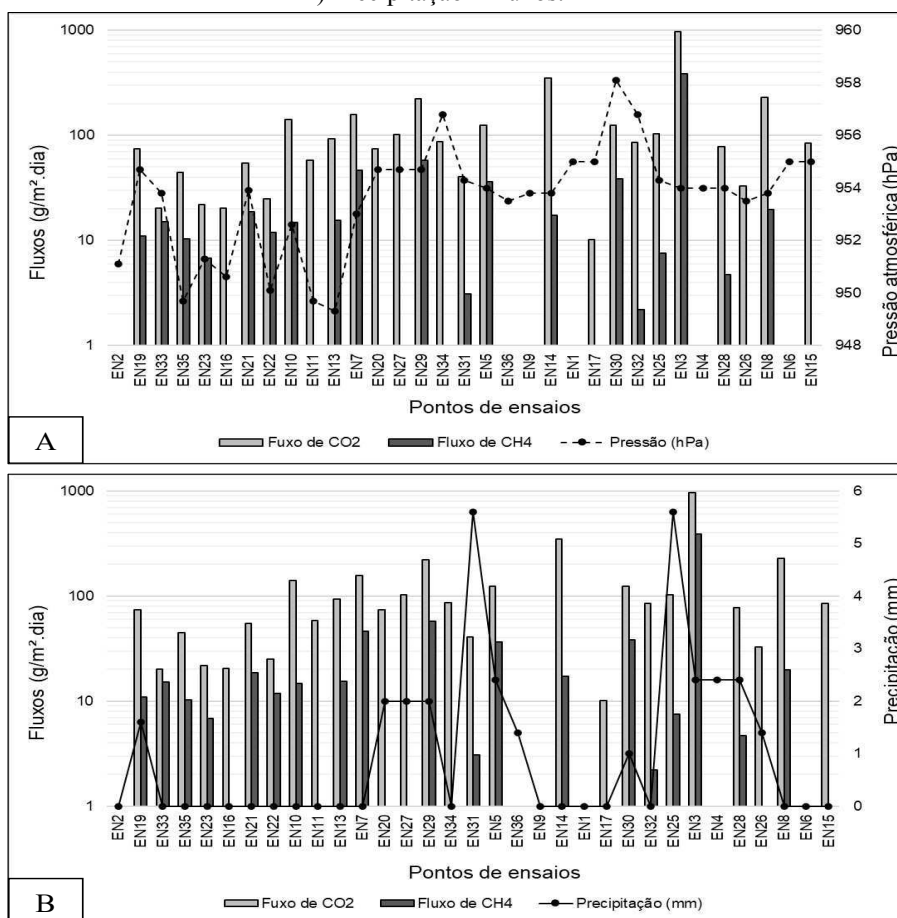 1000
100
10
1
Fluxos (g/m².dia)
960
958
956
954
952
950
948
Pressão atmosférica (hPa)
EN2 EN19 EN33 EN35 EN23 EN16 EN21 EN22 EN10 EN11 EN13 EN7 EN20 EN27 EN29 EN34 EN31 EN5 EN36 EN9 EN14 EN1 EN17 EN30 EN32 EN25 EN3 EN4 EN28 EN26 EN8 EN6 EN15
Pontos de ensaios
Fuxo de CO2 Fluxo de CH4 Pressão (hPa)
A
1000
100
10
1
Fluxos (g/m².dia)
6
5
4
3
2
1
0
Precipitação (mm)
EN2 EN19 EN33 EN35 EN23 EN16 EN21 EN22 EN10 EN11 EN13 EN7 EN20 EN27 EN29 EN34 EN31 EN5 EN36 EN9 EN14 EN1 EN17 EN30 EN32 EN25 EN3 EN4 EN28 EN26 EN8 EN6 EN15
Pontos de ensaios
Fuxo de CO2 Fluxo de CH4 Precipitação (mm)
B